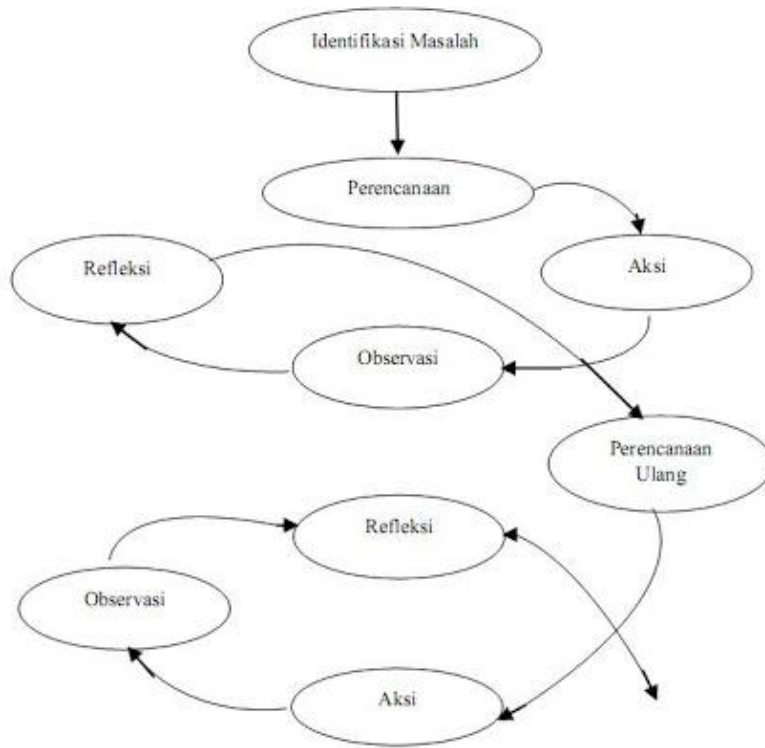 Identifikasi Masalah
Perencanaan
Refleksi
Aksi
Observasi
Perencanaan
Ulang
Refleksi
Observasi
Aksi